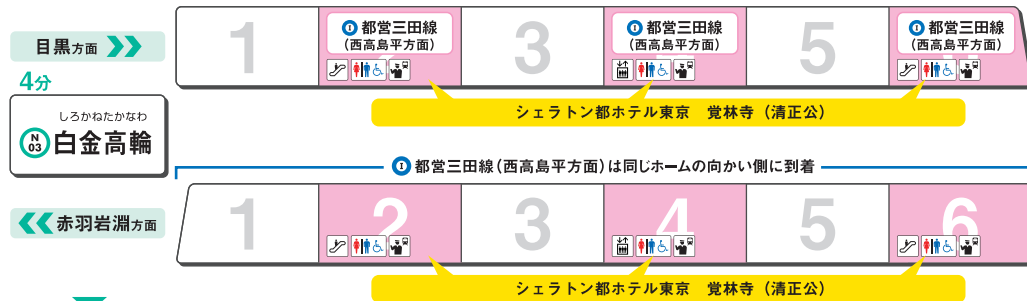 目黒方面
4分
しろかねたかなわ
N
03
白金高輪
1
I 都営三田線
(西高島平方面)
3
I 都営三田線
(西高島平方面)
5
I 都営三田線
(西高島平方面)
シェラトン都ホテル東京 覚林寺(清正公)
I 都営三田線(西高島平方面)は同じホームの向かい側に到着
赤羽岩淵方面
1
2
3
4
5
6
シェラトン都ホテル東京 覚林寺(清正公)